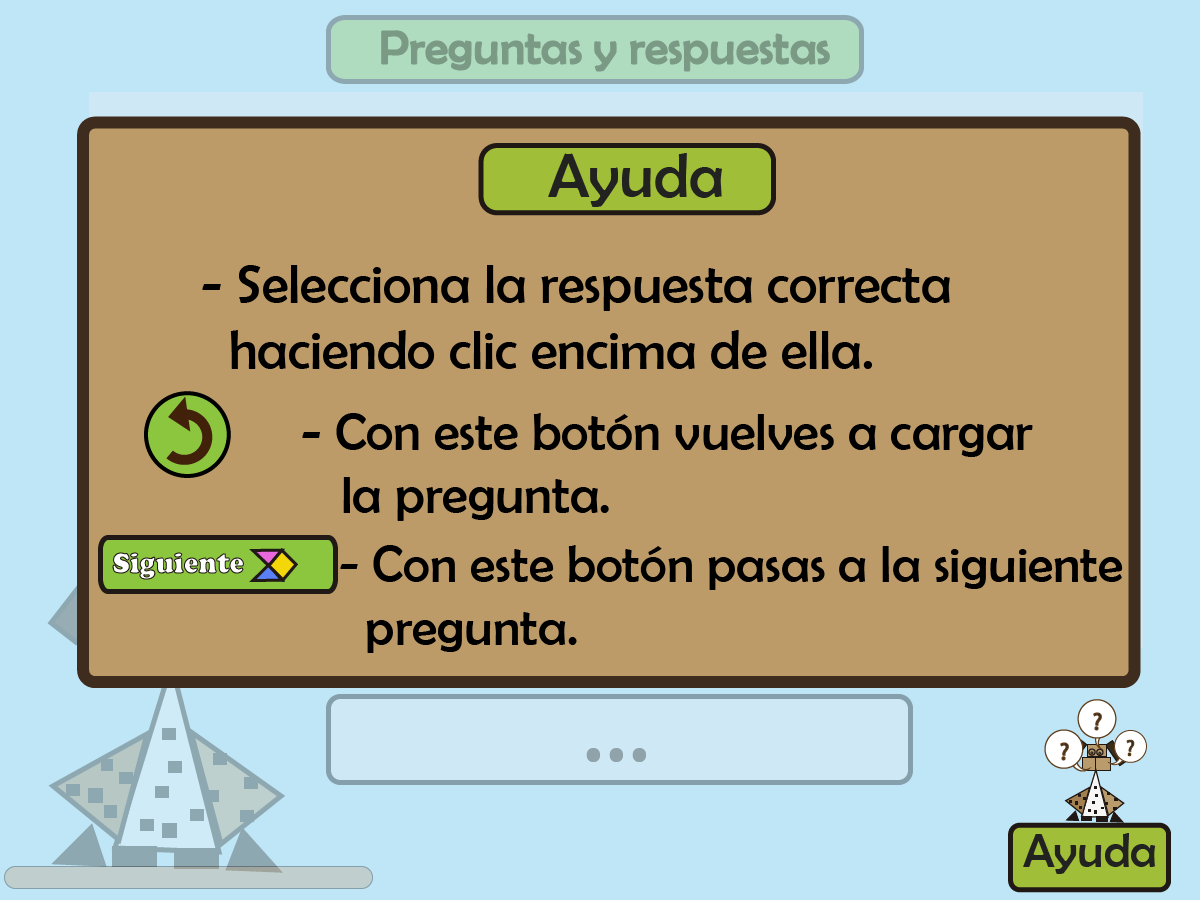 Preguntas y respuestas
Ayuda
- Selecciona la respuesta correcta
haciendo clic encima de ella.
- Con este botón vuelves a cargar
la pregunta.
Siguiente
- Con este botón pasas a la siguiente
pregunta.
...
?
?
?
Ayuda